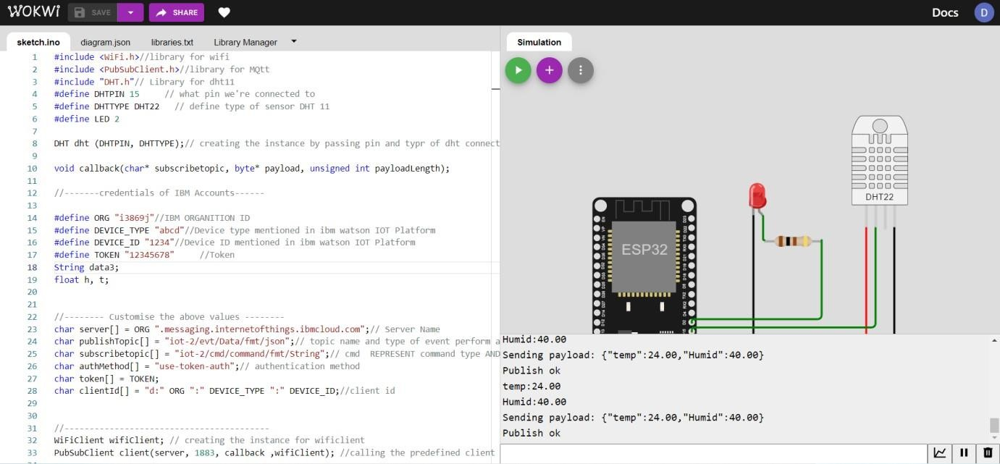 WOKWi
SAVE
SHARE
Docs
D
sketch.ino
diagram.json
libraries.txt
Library Manager
Simulation
1 #include <WiFi.h>//library for wifi
2 #include <PubSubClient.h>//library for MQtt
3 #include "DHT.h"// Library for dht11
4 #define DHTPIN 15     // what pin we're connected to
5 #define DHTTYPE DHT22   // define type of sensor DHT 11
6 #define LED 2
7
8 DHT dht (DHTPIN, DHTTYPE);// creating the instance by passing pin and typr of dht connect
9
10 void callback(char* subscribetopic, byte* payload, unsigned int payloadLength);
11
12 //-------credentials of IBM Accounts------
13
14 #define ORG "i3869j"//IBM ORGANITION ID
15 #define DEVICE_TYPE "abcd"//Device type mentioned in ibm watson IOT Platform
16 #define DEVICE_ID "1234"//Device ID mentioned in ibm watson IOT Platform
17 #define TOKEN "12345678"     //Token
18 String data3;
19 float h, t;
20
21
22 //-------- Customise the above values --------
23 char server[] = ORG ".messaging.internetofthings.ibmcloud.com";// Server Name
24 char publishTopic[] = "iot-2/evt/Data/fmt/json";// topic name and type of event perform a
25 char subscribetopic[] = "iot-2/cmd/command/fmt/String";// cmd  REPRESENT command type AND
26 char authMethod[] = "use-token-auth";// authentication method
27 char token[] = TOKEN;
28 char clientId[] = "d:" ORG ":" DEVICE_TYPE ":" DEVICE_ID;//client id
29
30
31 //-----------------------------------------
32 WiFiClient wifiClient; // creating the instance for wificlient
33 PubSubClient client(server, 1883, callback ,wifiClient); //calling the predefined client
ESP32
DHT22
Humid:40.00
Sending payload: {"temp":24.00,"Humid":40.00}
Publish ok
temp:24.00
Humid:40.00
Sending payload: {"temp":24.00,"Humid":40.00}
Publish ok